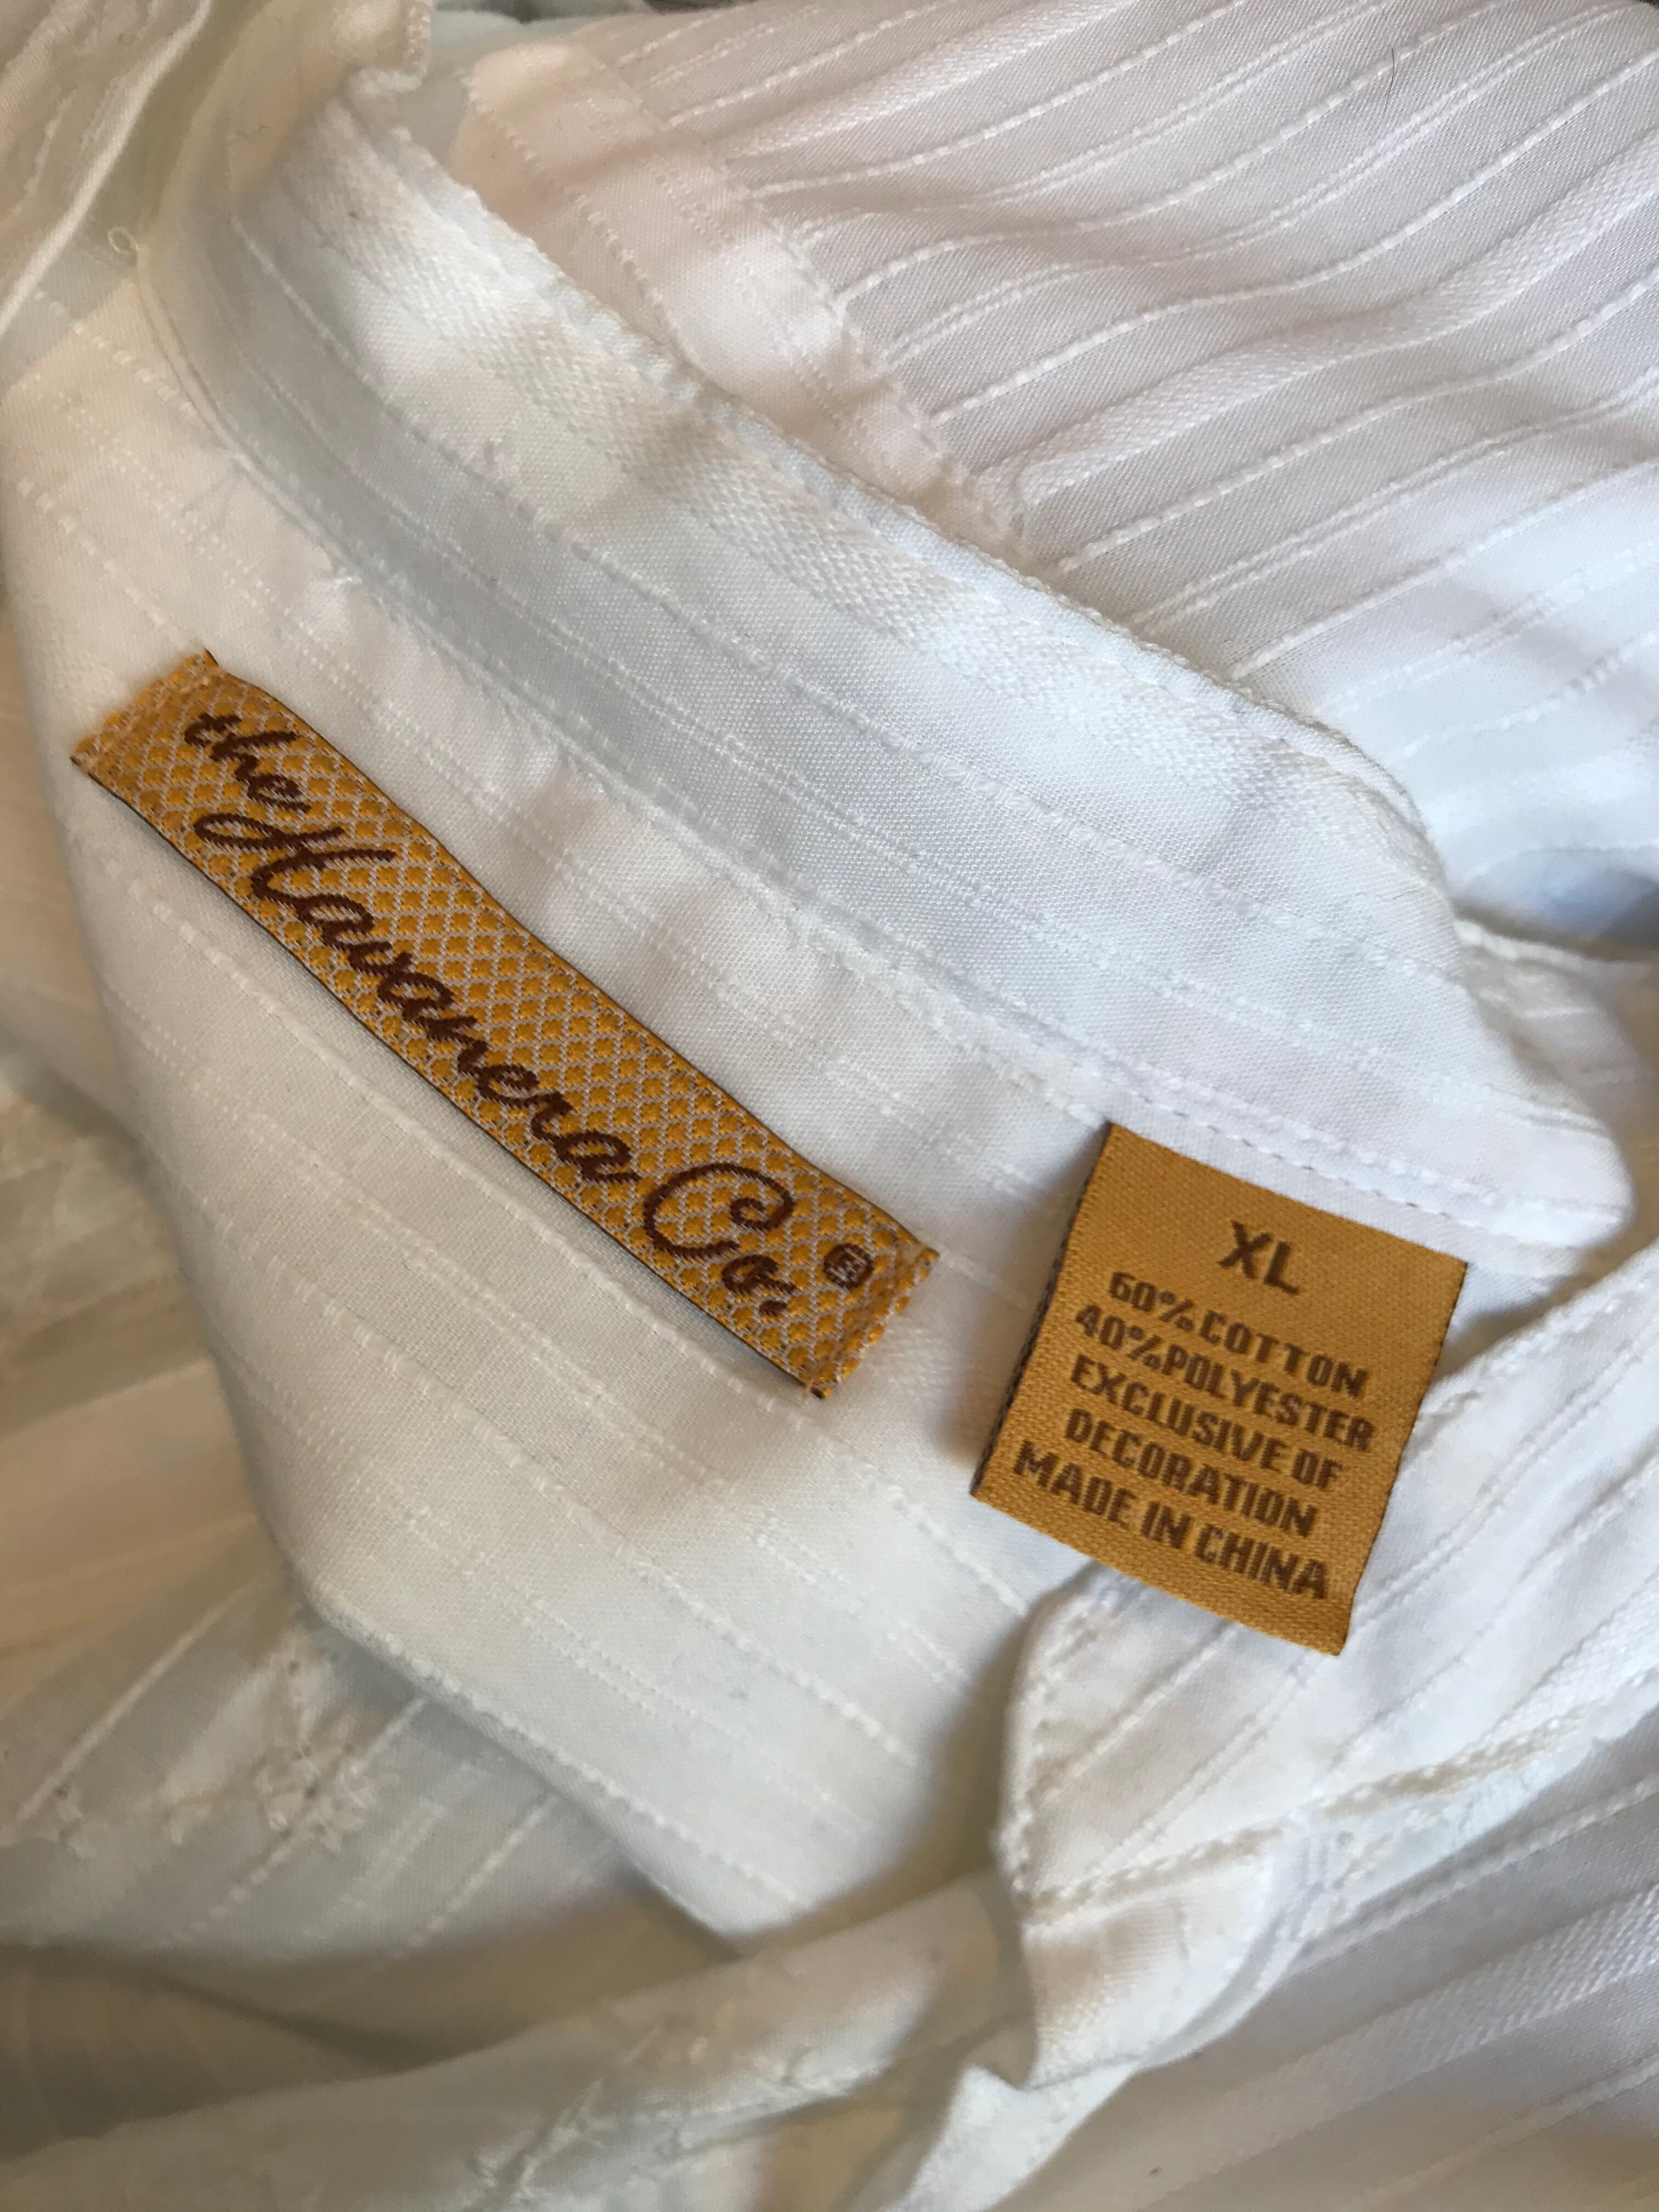 the Havanera Co.®
XL
60%COTTON
40%POLYESTER
EXCLUSIVE OF
DECORATION
MADE IN CHINA